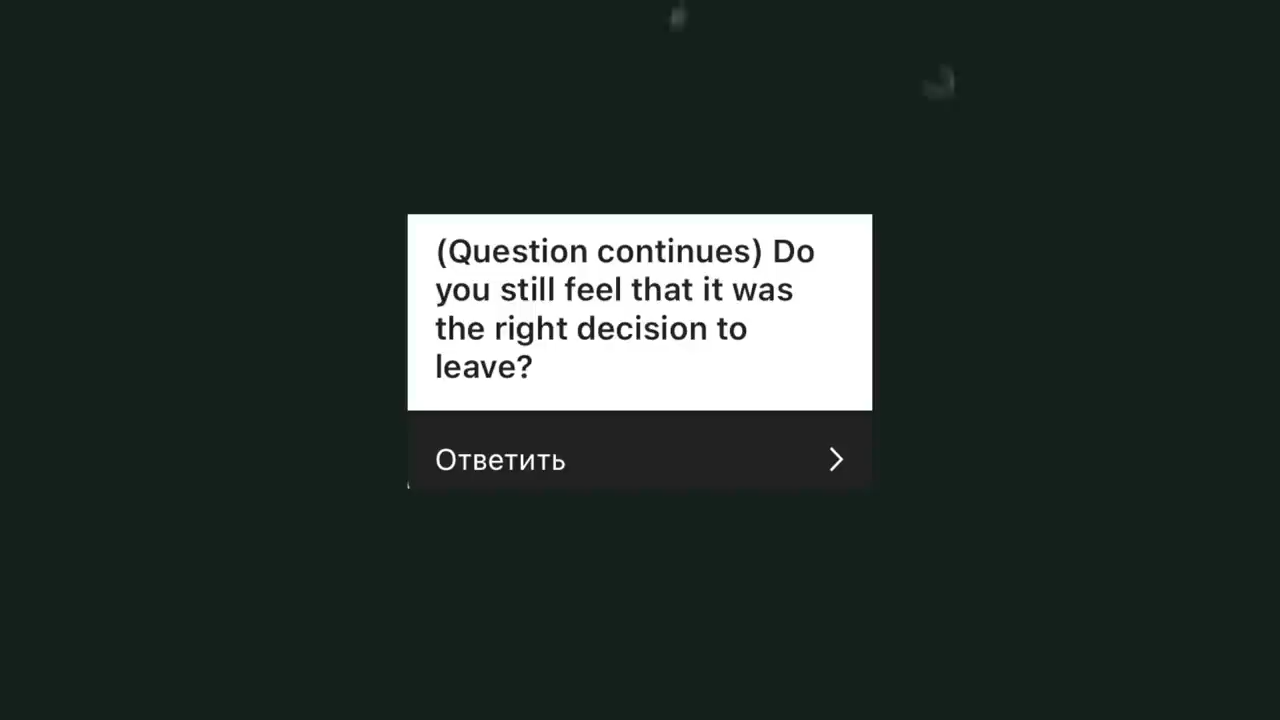 (Question continues) Do
you still feel that it was
the right decision to
leave?
Ответить